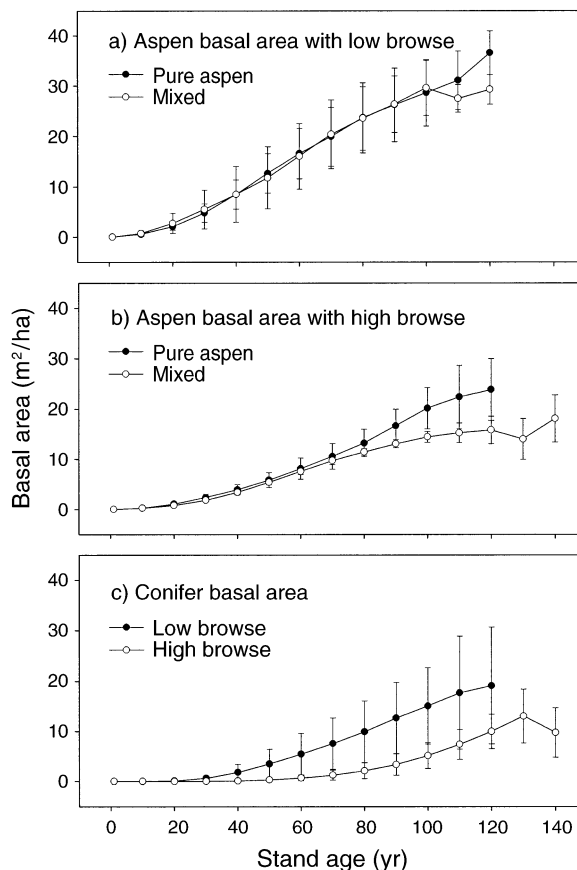 a) Aspen basal area with low browse
Pure aspen
Mixed
40
30
20
10
0
b) Aspen basal area with high browse
Pure aspen
Mixed
40
30
20
10
0
Basal area (m²/ha)
c) Conifer basal area
Low browse
High browse
40
30
20
10
0
0 20 40 60 80 100 120 140
Stand age (yr)